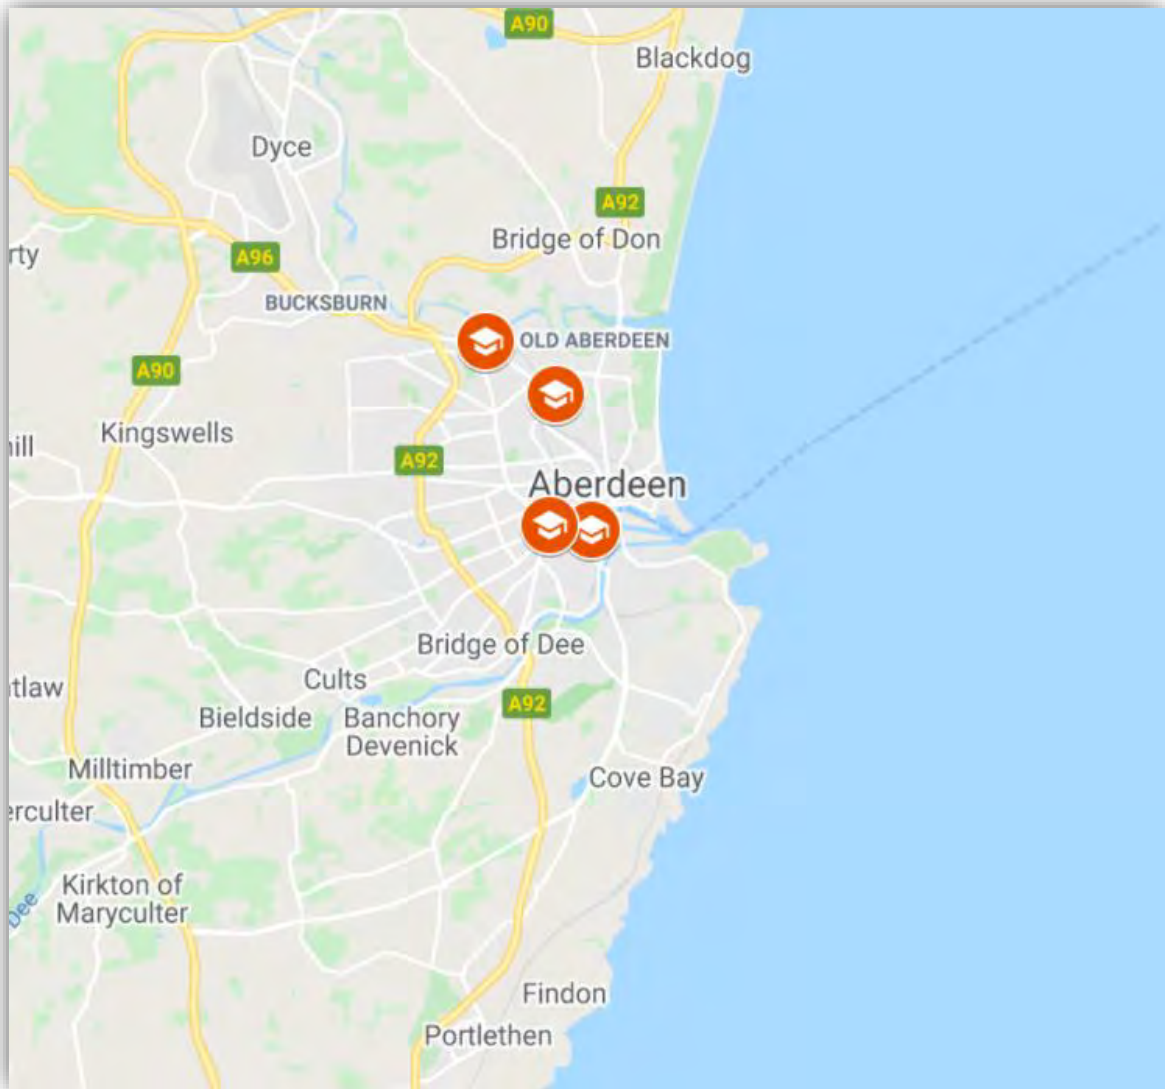 A90
Blackdog
Dyce
A92
Bridge of Don
rty
A96
BUCKSBURN
OLD ABERDEEN
A90
Kingswells
hill
A92
Aberdeen
Bridge of Dee
Cults
tlaw
A92
Bieldside
Banchory
Devenick
Milltimber
Cove Bay
erculter
Kirkton of
Maryculter
Dee
Findon
Portlethen